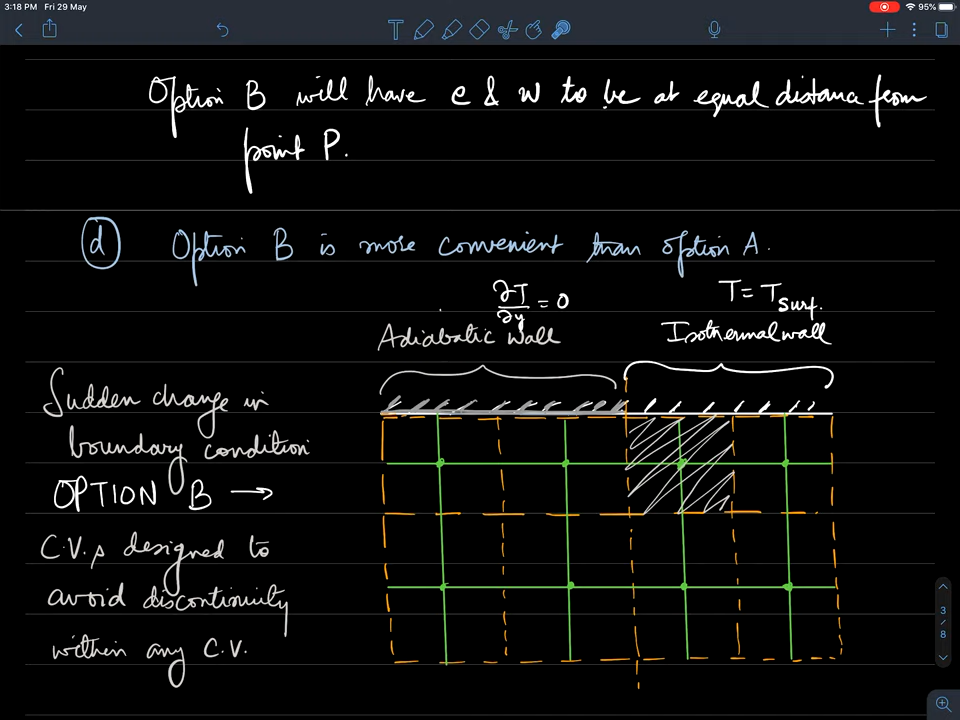 3:18 PM Fri 29 May
95%
Option B will have e & w to be at equal distance from
point P.
d Option B is more convenient than option A.
∂T/∂y = 0
T = Tsurf.
Adiabatic Wall
Isothermal wall
Sudden change in
boundary condition
OPTION B →
C.V.s designed to
avoid discontinuity
within any C.V.
3
/
8